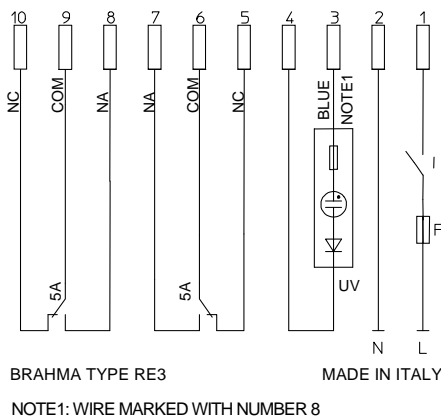 10 9 8 7 6 5 4 3 2 1
NC COM NA NA COM NC BLUE NOTE1
I
F
5A 5A
UV
N L
BRAHMA TYPE RE3 MADE IN ITALY
NOTE1: WIRE MARKED WITH NUMBER 8